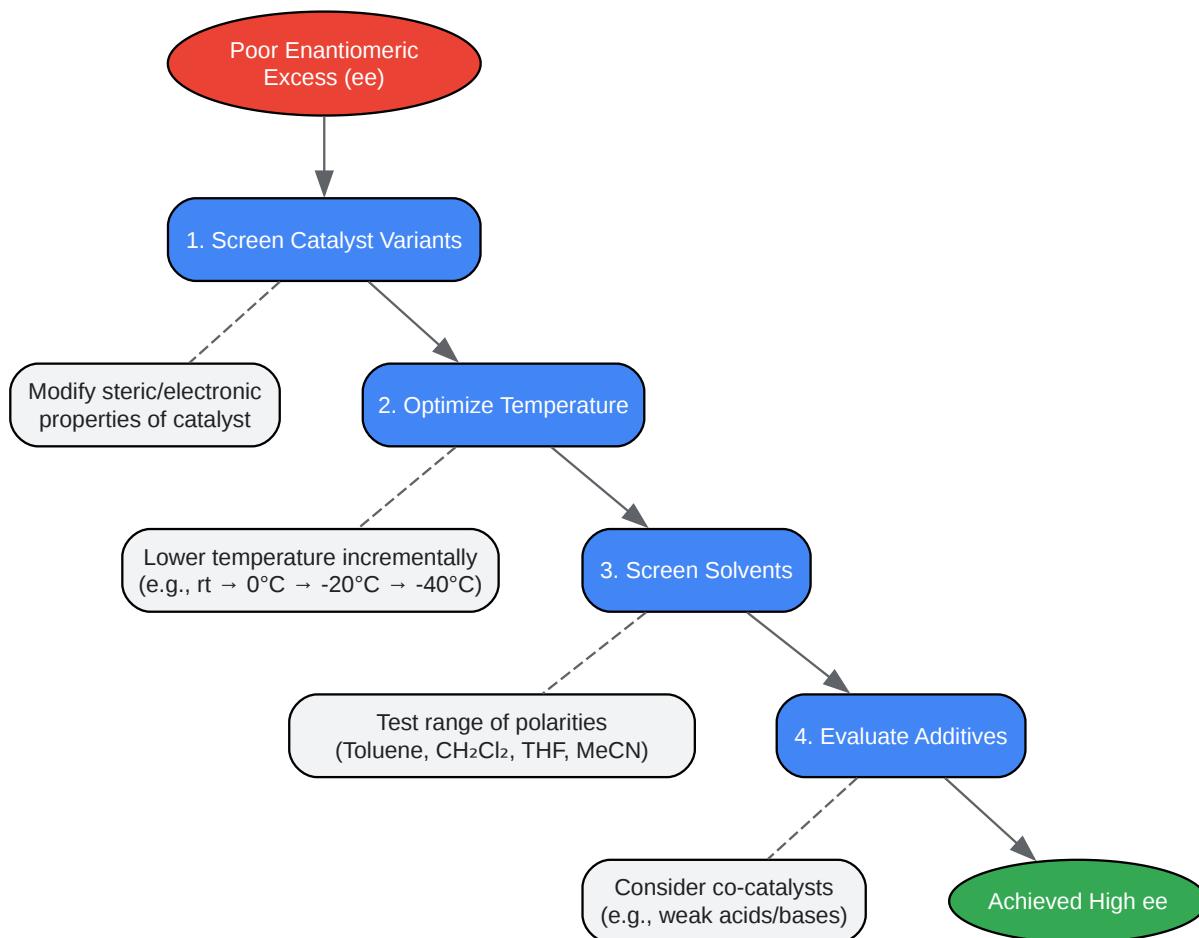 Poor Enantiomeric
Excess (ee)
1. Screen Catalyst Variants
Modify steric/electronic
properties of catalyst
2. Optimize Temperature
Lower temperature incrementally
(e.g., rt → 0°C → -20°C → -40°C)
3. Screen Solvents
Test range of polarities
(Toluene, CH₂Cl₂, THF, MeCN)
4. Evaluate Additives
Consider co-catalysts
(e.g., weak acids/bases)
Achieved High ee